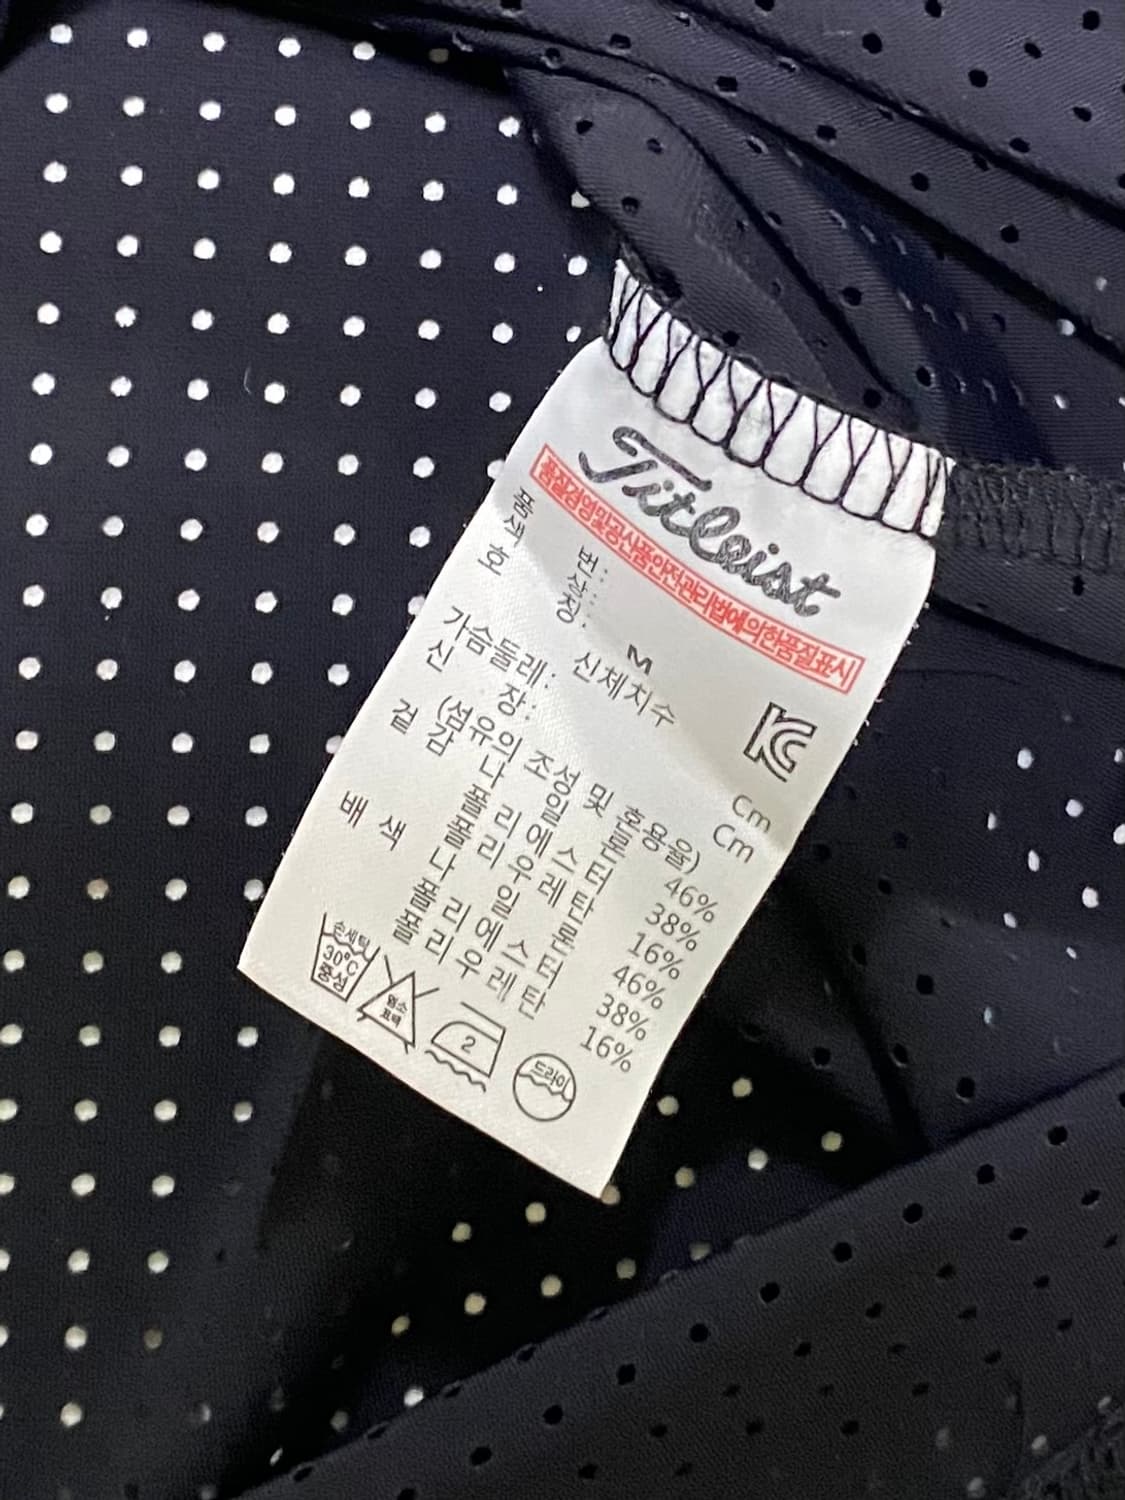 Titleist
품질경영및공산품안전관리법에의한품질표시
품 번:
색 상:
호 칭: M
신체치수
가슴둘레: Cm
신 장: Cm
(섬유의 조성 및 혼용율)
겉 감 나 일 론 46%
폴 리 에 스 터 38%
폴 리 우 레 탄 16%
배 색 나 일 론 46%
폴 리 에 스 터 38%
폴 리 우 레 탄 16%
손세탁
30°C
중성
염소
표백
2
드라이